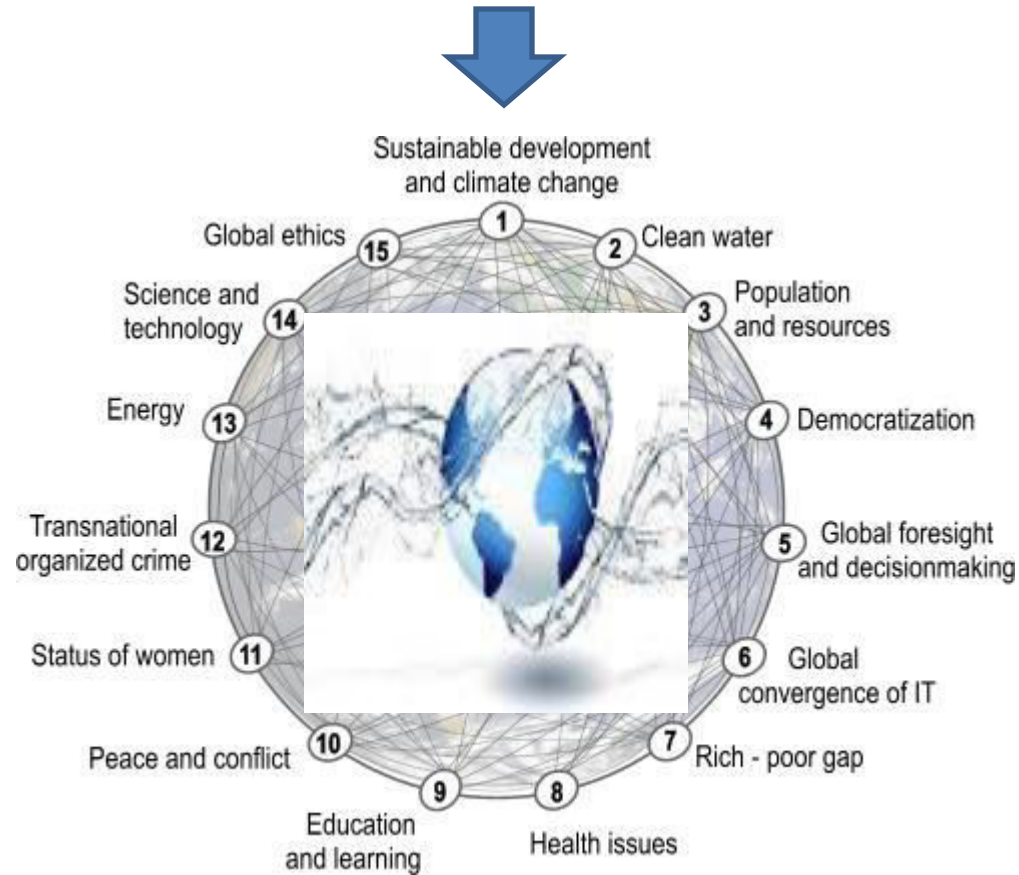 Sustainable development
and climate change
1
2 Clean water
3 Population
and resources
4 Democratization
5 Global foresight
and decisionmaking
6 Global
convergence of IT
7 Rich - poor gap
8
Health issues
9
Education
and learning
10
Peace and conflict
11
Status of women
12
Transnational
organized crime
13
Energy
14
Science and
technology
15
Global ethics